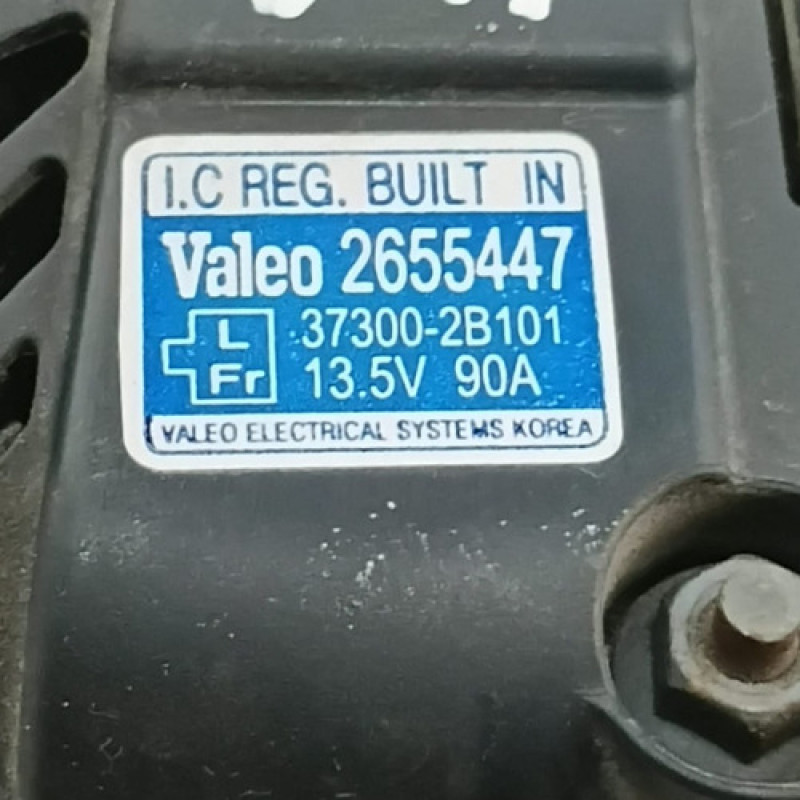 I.C REG. BUILT IN
Valeo 2655447
L 37300-2B101
Fr 13.5V 90A
VALEO ELECTRICAL SYSTEMS KOREA